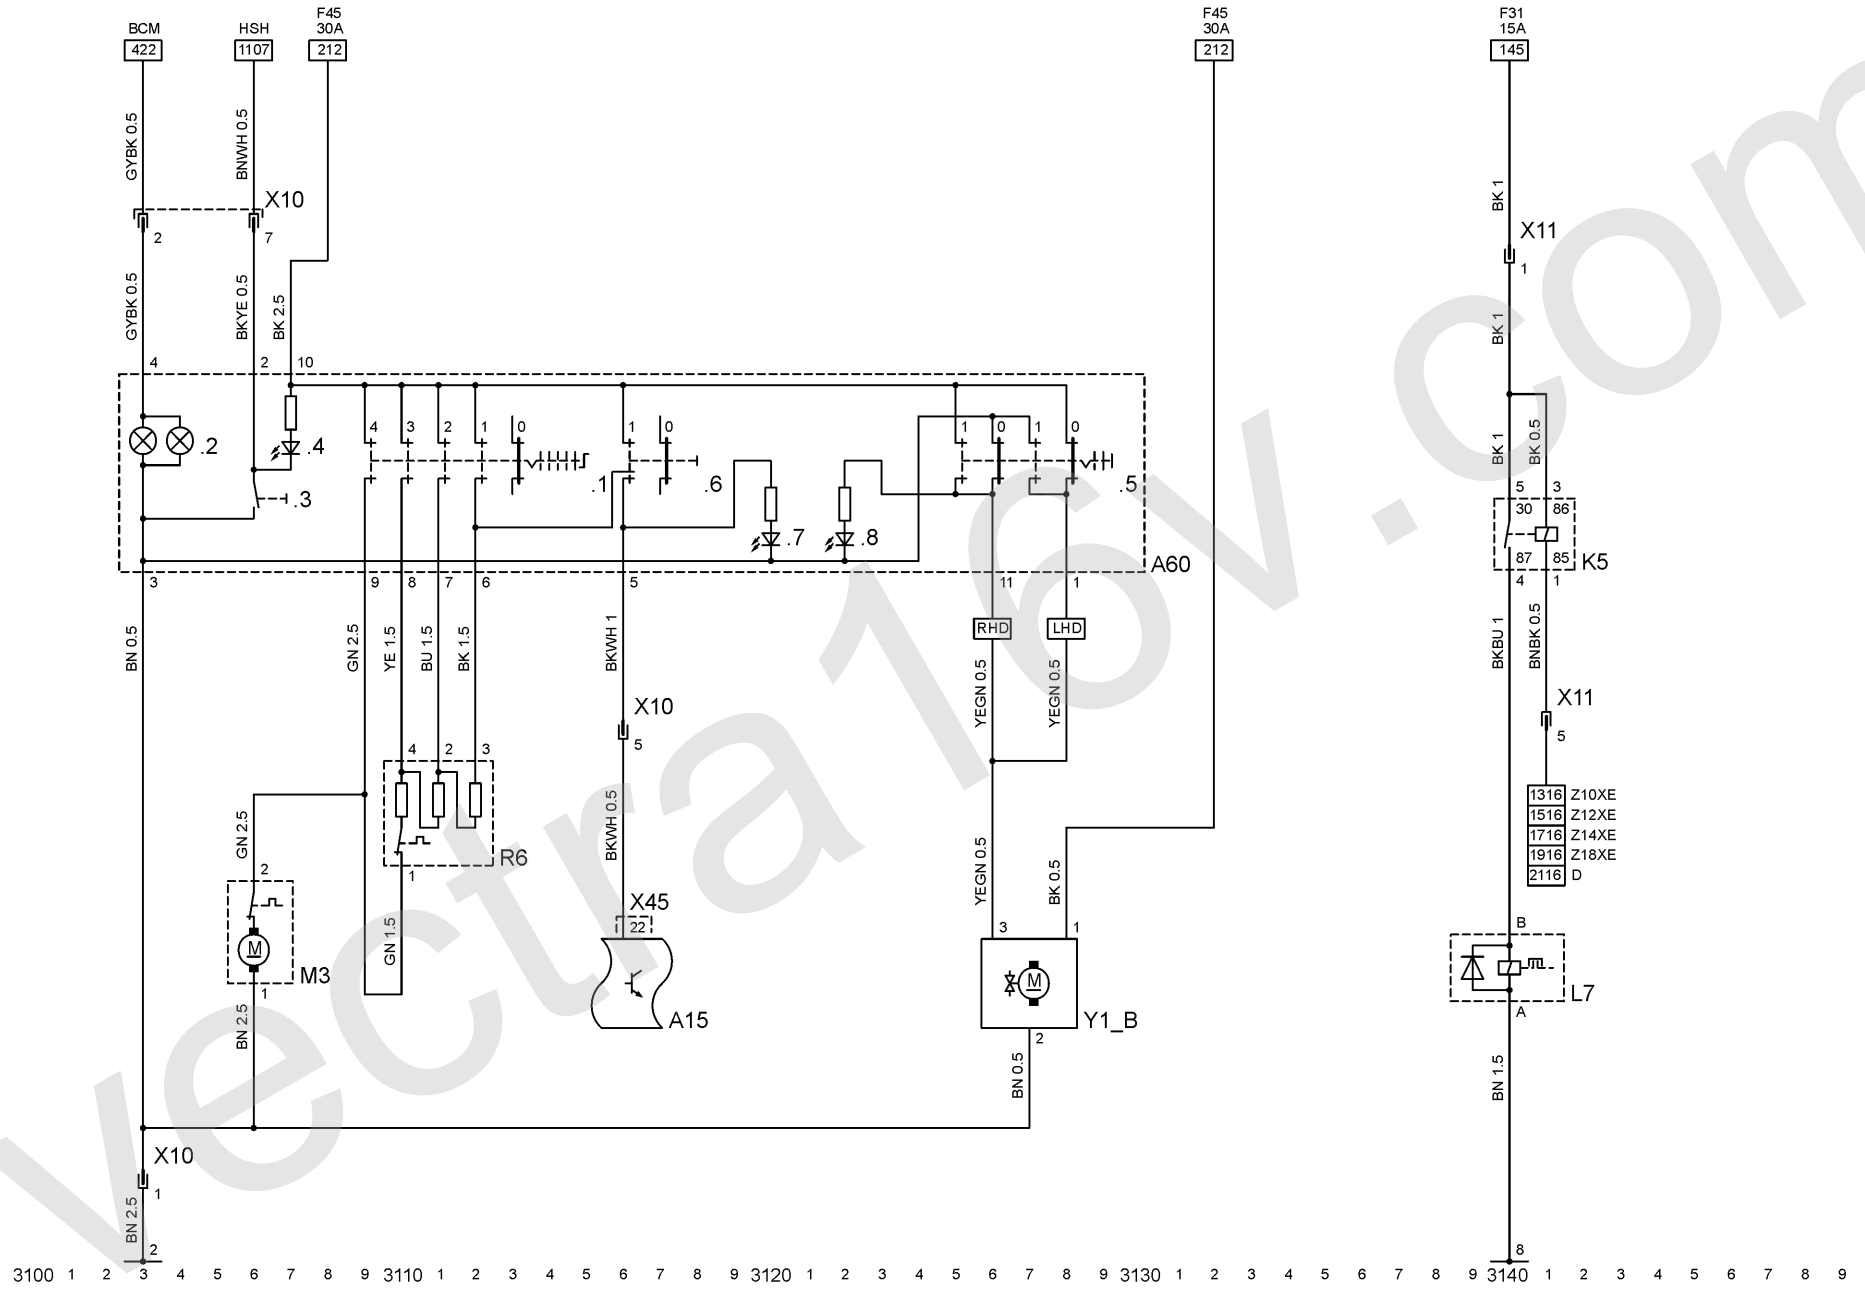 BCM
HSH
F45
30A
F45
30A
F31
15A
422
1107
212
212
145
GYBK 0.5
BNWH 0.5
BK 1
X10
2
7
X11
1
GYBK 0.5
BKYE 0.5
BK 2.5
BK 1
4
2
10
.2
.4
.3
4
3
2
1
0
.1
1
0
.6
.7
.8
1
0
1
0
.5
BK 1
BK 0.5
5
3
30
86
87
85
K5
4
1
A60
3
9
8
7
6
5
11
1
BN 0.5
GN 2.5
YE 1.5
BU 1.5
BK 1.5
BKWH 1
RHD
LHD
YEGN 0.5
YEGN 0.5
BKBU 1
BNBK 0.5
X10
5
X11
5
4
2
3
R6
1
1316 Z10XE
1516 Z12XE
1716 Z14XE
1916 Z18XE
2116 D
GN 2.5
BKWH 0.5
YEGN 0.5
BK 0.5
2
M3
1
GN 1.5
X45
22
A15
3
1
M
M
Y1_B
2
B
L7
A
BN 2.5
BN 0.5
BN 1.5
X10
1
BN 2.5
2
8
3100 1 2 3 4 5 6 7 8 9 3110 1 2 3 4 5 6 7 8 9 3120 1 2 3 4 5 6 7 8 9 3130 1 2 3 4 5 6 7 8 9 3140 1 2 3 4 5 6 7 8 9
vectra16v.com